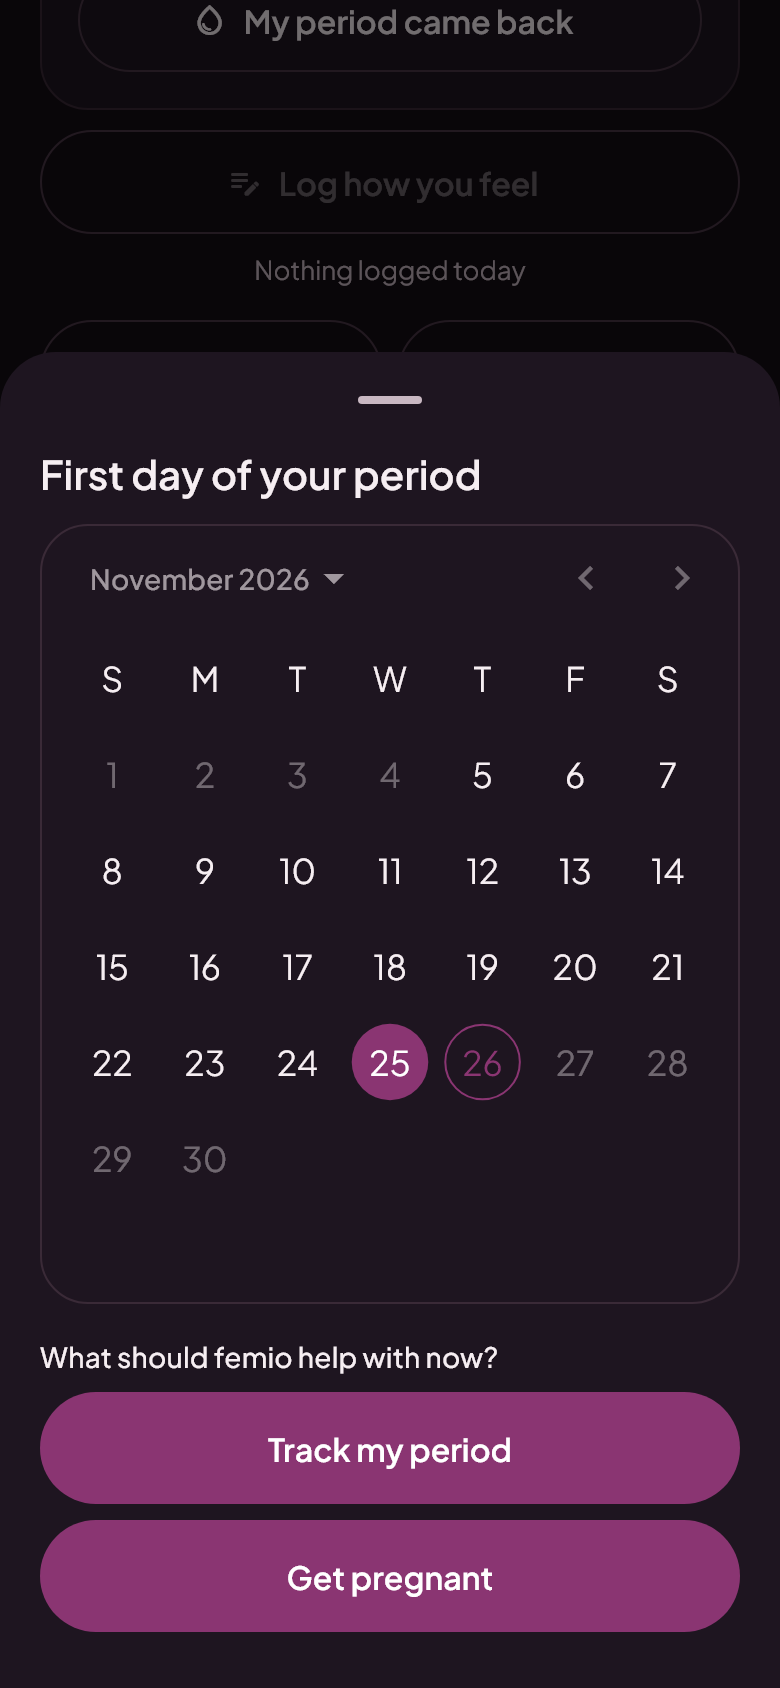 My period came back
Log how you feel
Nothing logged today
First day of your period
November 2026
S M T W T F S
1 2 3 4 5 6 7
8 9 10 11 12 13 14
15 16 17 18 19 20 21
22 23 24 25 26 27 28
29 30
What should femio help with now?
Track my period
Get pregnant